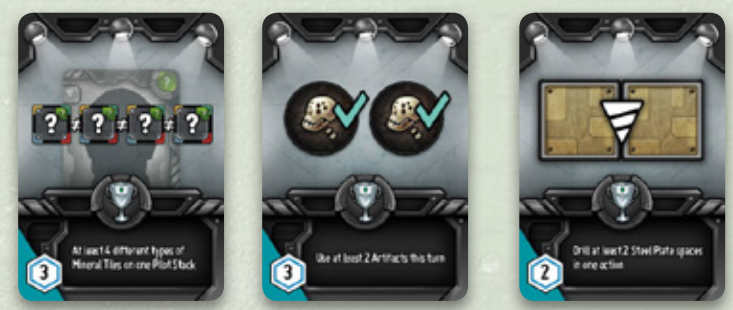 ? ≠ ? ≠ ? ≠ ?
?
At least 4 different types of
Mineral Tiles on one Pilot Stack
3
Use at least 2 Artifacts this turn
3
Drill at least 2 Steel Plate spaces
in one action
2